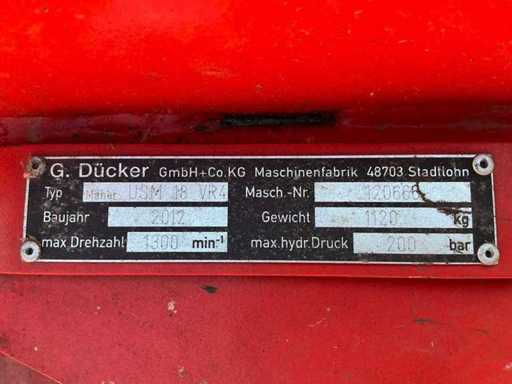 G. Dücker GmbH+Co.KG Maschinenfabrik 48703 Stadtlohn
Typ Mäher USM 18 VR4 Masch.-Nr. 120666
Baujahr 2012 Gewicht 1120 kg
max.Drehzahl 1300 min⁻¹ max.hydr.Druck 200 bar